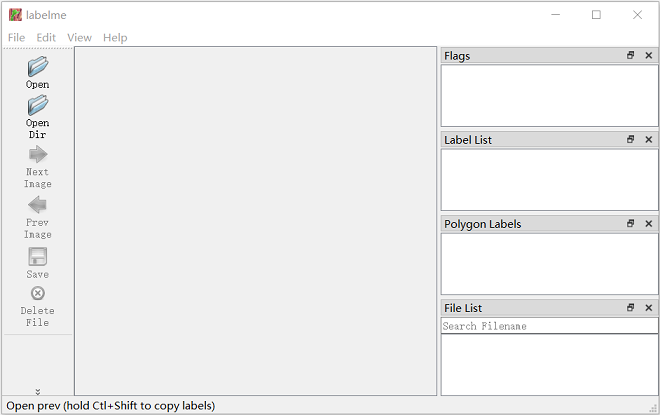 labelme
File Edit View Help
Open
Open
Dir
Next
Image
Prev
Image
Save
Delete
File
Flags
Label List
Polygon Labels
File List
Search Filename
Open prev (hold Ctl+Shift to copy labels)